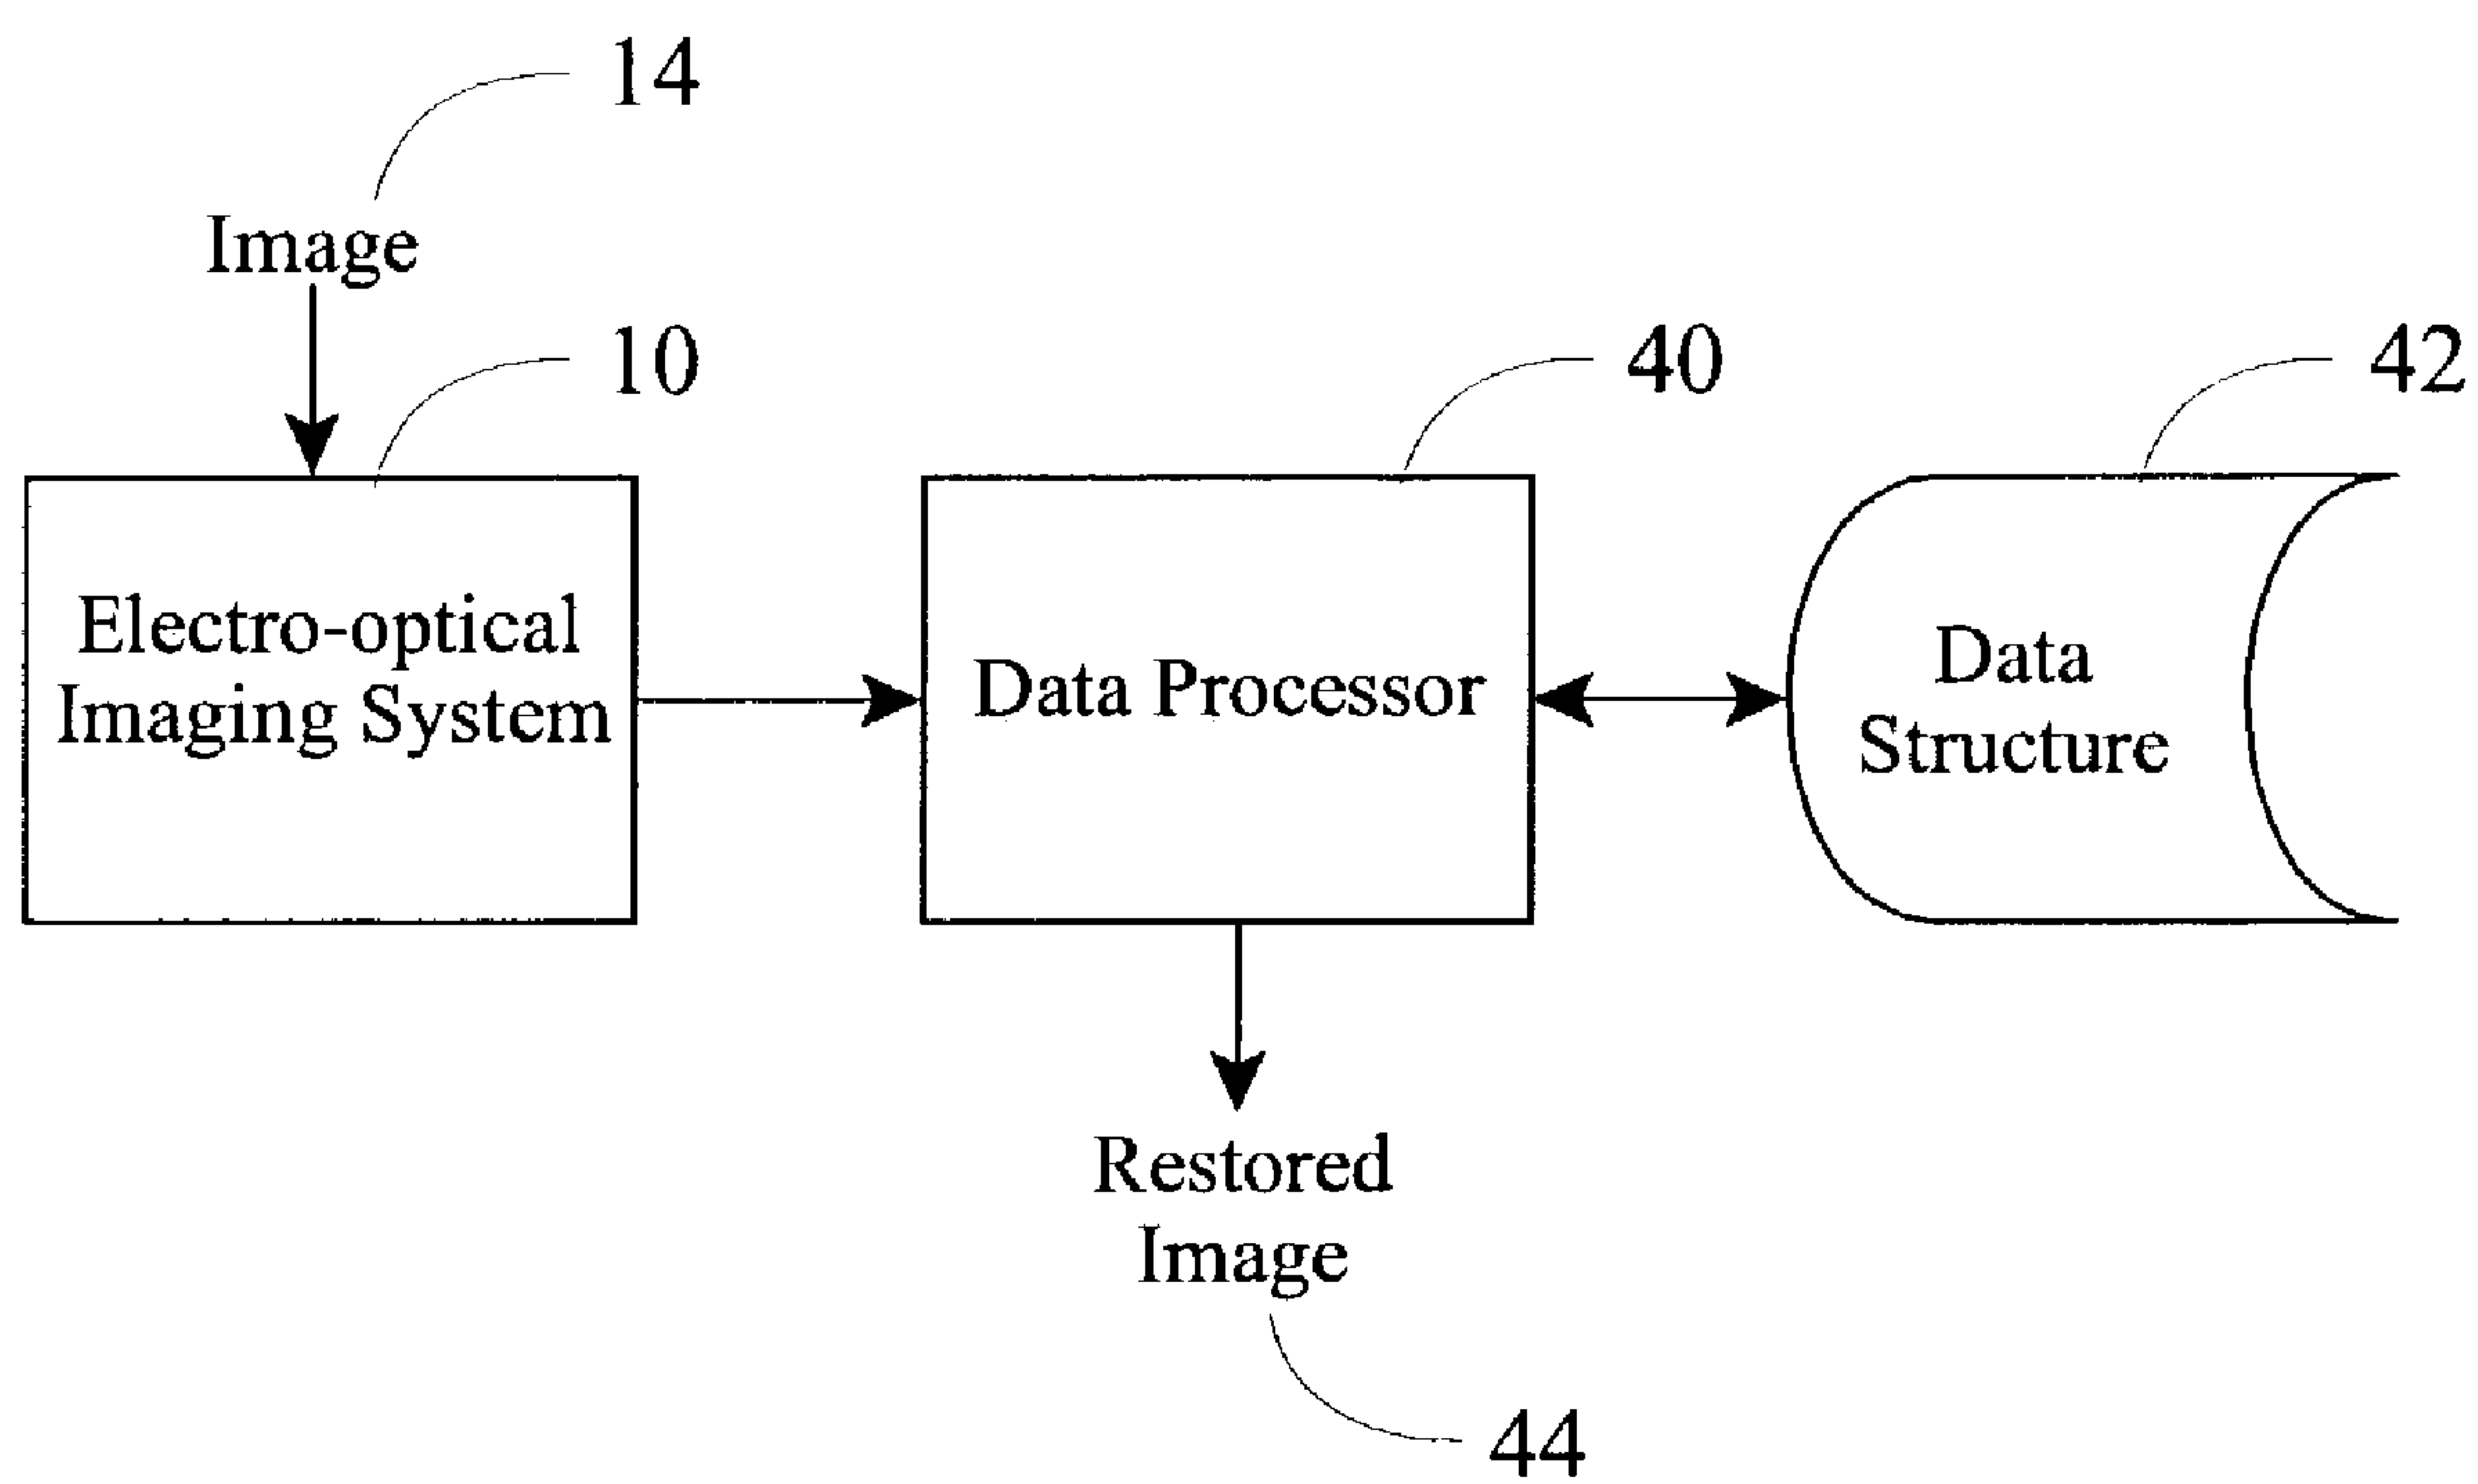 14
Image
10
40
42
Electro-optical
Imaging System
Data Processor
Data
Structure
Restored
Image
44